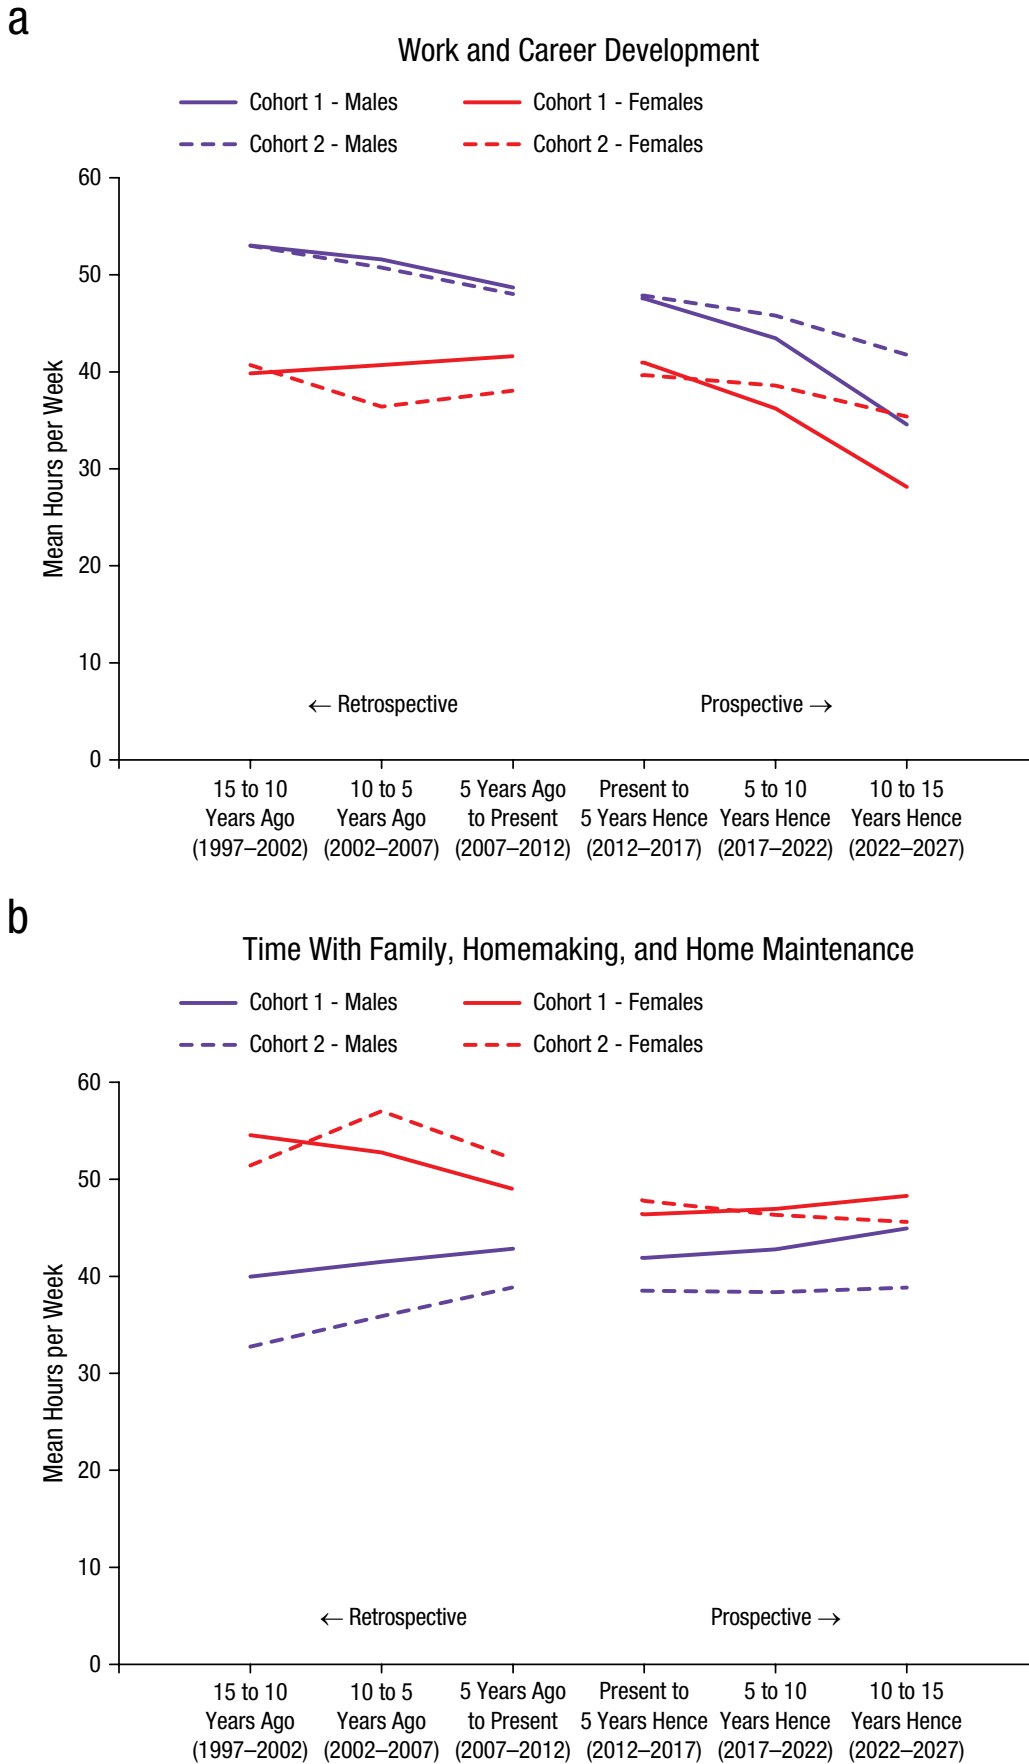 a
Work and Career Development
Cohort 1 - Males
Cohort 1 - Females
Cohort 2 - Males
Cohort 2 - Females
Mean Hours per Week
60
50
40
30
20
10
0
← Retrospective
Prospective →
15 to 10
Years Ago
(1997–2002)
10 to 5
Years Ago
(2002–2007)
5 Years Ago
to Present
(2007–2012)
Present to
5 Years Hence
(2012–2017)
5 to 10
Years Hence
(2017–2022)
10 to 15
Years Hence
(2022–2027)
b
Time With Family, Homemaking, and Home Maintenance
Cohort 1 - Males
Cohort 1 - Females
Cohort 2 - Males
Cohort 2 - Females
Mean Hours per Week
60
50
40
30
20
10
0
← Retrospective
Prospective →
15 to 10
Years Ago
(1997–2002)
10 to 5
Years Ago
(2002–2007)
5 Years Ago
to Present
(2007–2012)
Present to
5 Years Hence
(2012–2017)
5 to 10
Years Hence
(2017–2022)
10 to 15
Years Hence
(2022–2027)